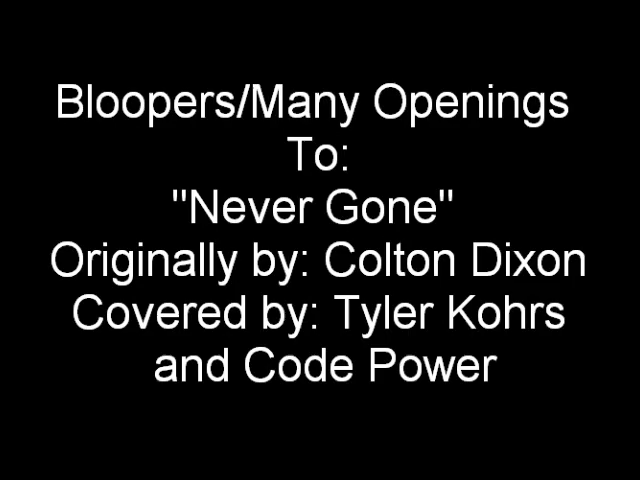 Bloopers/Many Openings
To:
"Never Gone"
Originally by: Colton Dixon
Covered by: Tyler Kohrs
and Code Power